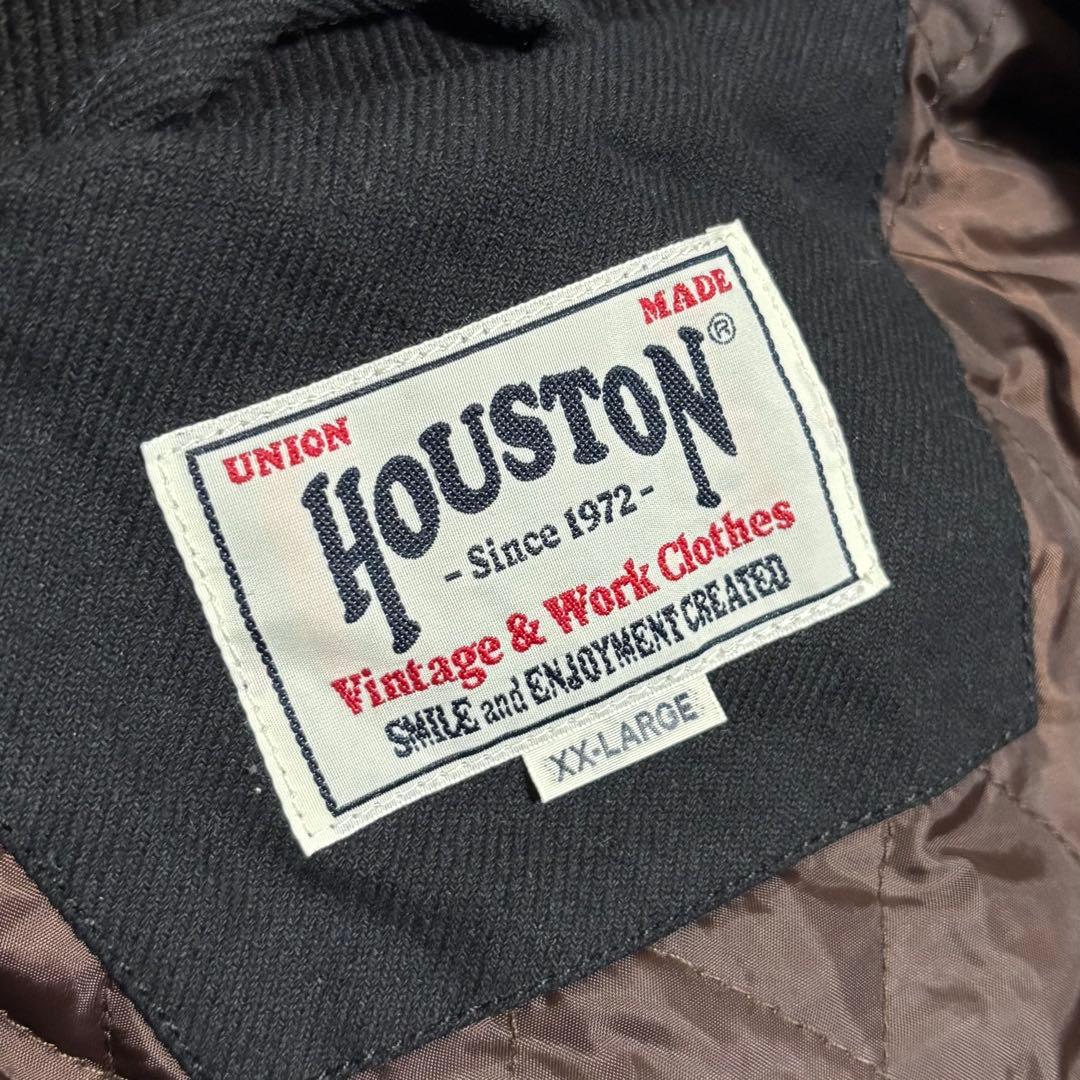 UNION MADE
HOUSTON®
- Since 1972 -
Vintage & Work Clothes
SMILE and ENJOYMENT CREATED
XX-LARGE